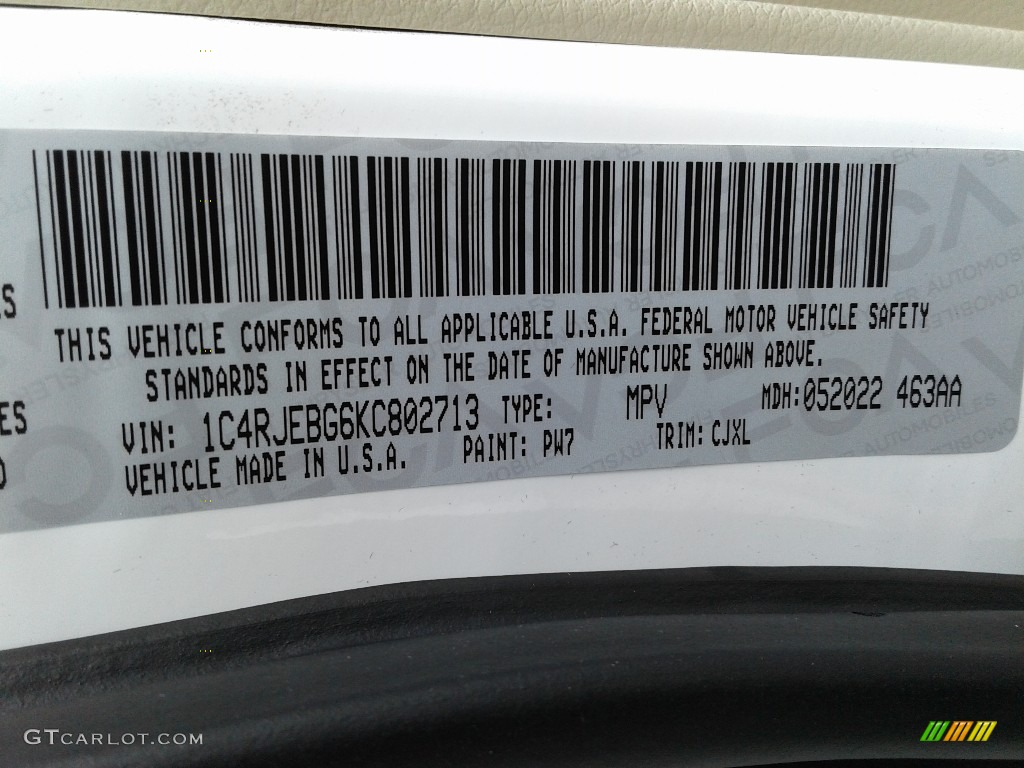 THIS VEHICLE CONFORMS TO ALL APPLICABLE U.S.A. FEDERAL MOTOR VEHICLE SAFETY
STANDARDS IN EFFECT ON THE DATE OF MANUFACTURE SHOWN ABOVE.
VIN: 1C4RJEBG6KC802713 TYPE: MPV MDH:052022 463AA
VEHICLE MADE IN U.S.A. PAINT: PW7 TRIM: CJXL
ES
GTCARLOT.COM